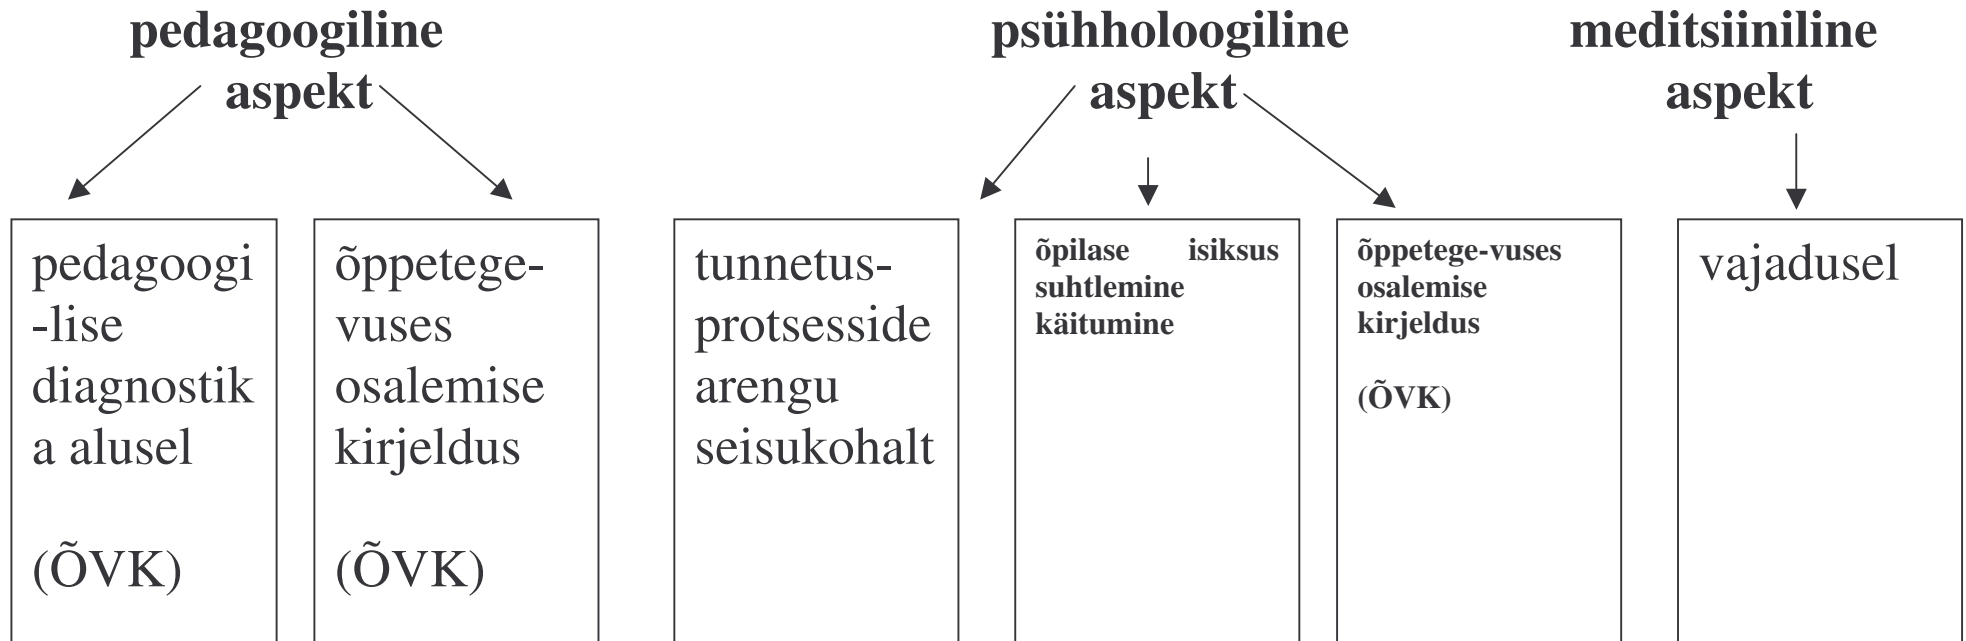 pedagoogiline
aspekt
psühholoogiline
aspekt
meditsiiniline
aspekt
pedagoogi
-lise
diagnostik
a alusel
(ÕVK)
õppetege-
vuses
osalemise
kirjeldus
(ÕVK)
tunnetus-
protsesside
arengu
seisukohalt
õpilase isiksus
suhtlemine
käitumine
õppetege-vuses
osalemise
kirjeldus
(ÕVK)
vajadusel